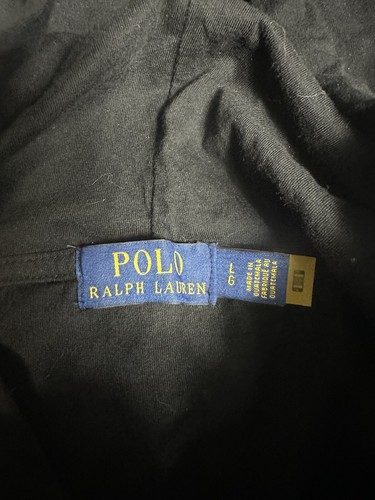 POLO
RALPH LAUREN
L
G
MADE IN
GUATEMALA
FABRIQUÉ AU
GUATEMALA